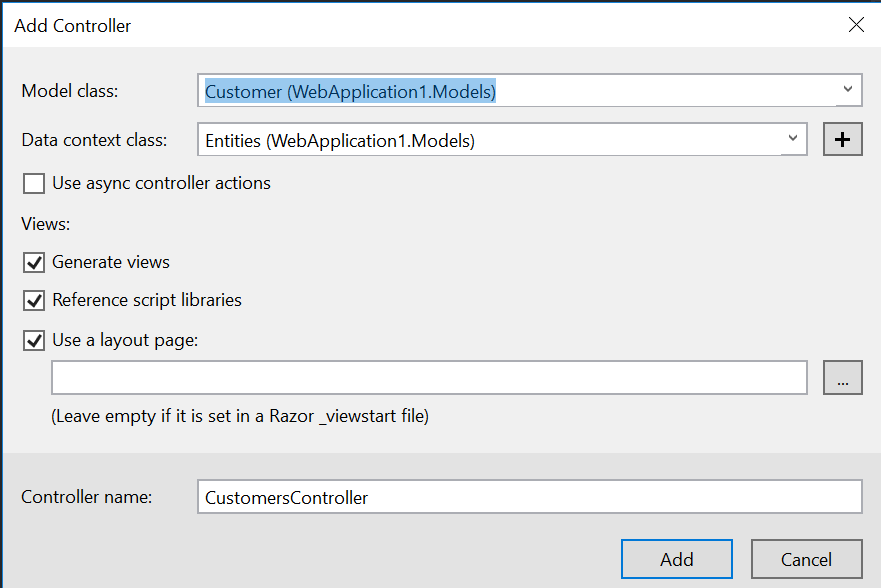 Add Controller
Model class: Customer (WebApplication1.Models)
Data context class: Entities (WebApplication1.Models) +
Use async controller actions
Views:
Generate views
Reference script libraries
Use a layout page:
...
(Leave empty if it is set in a Razor _viewstart file)
Controller name: CustomersController
Add Cancel